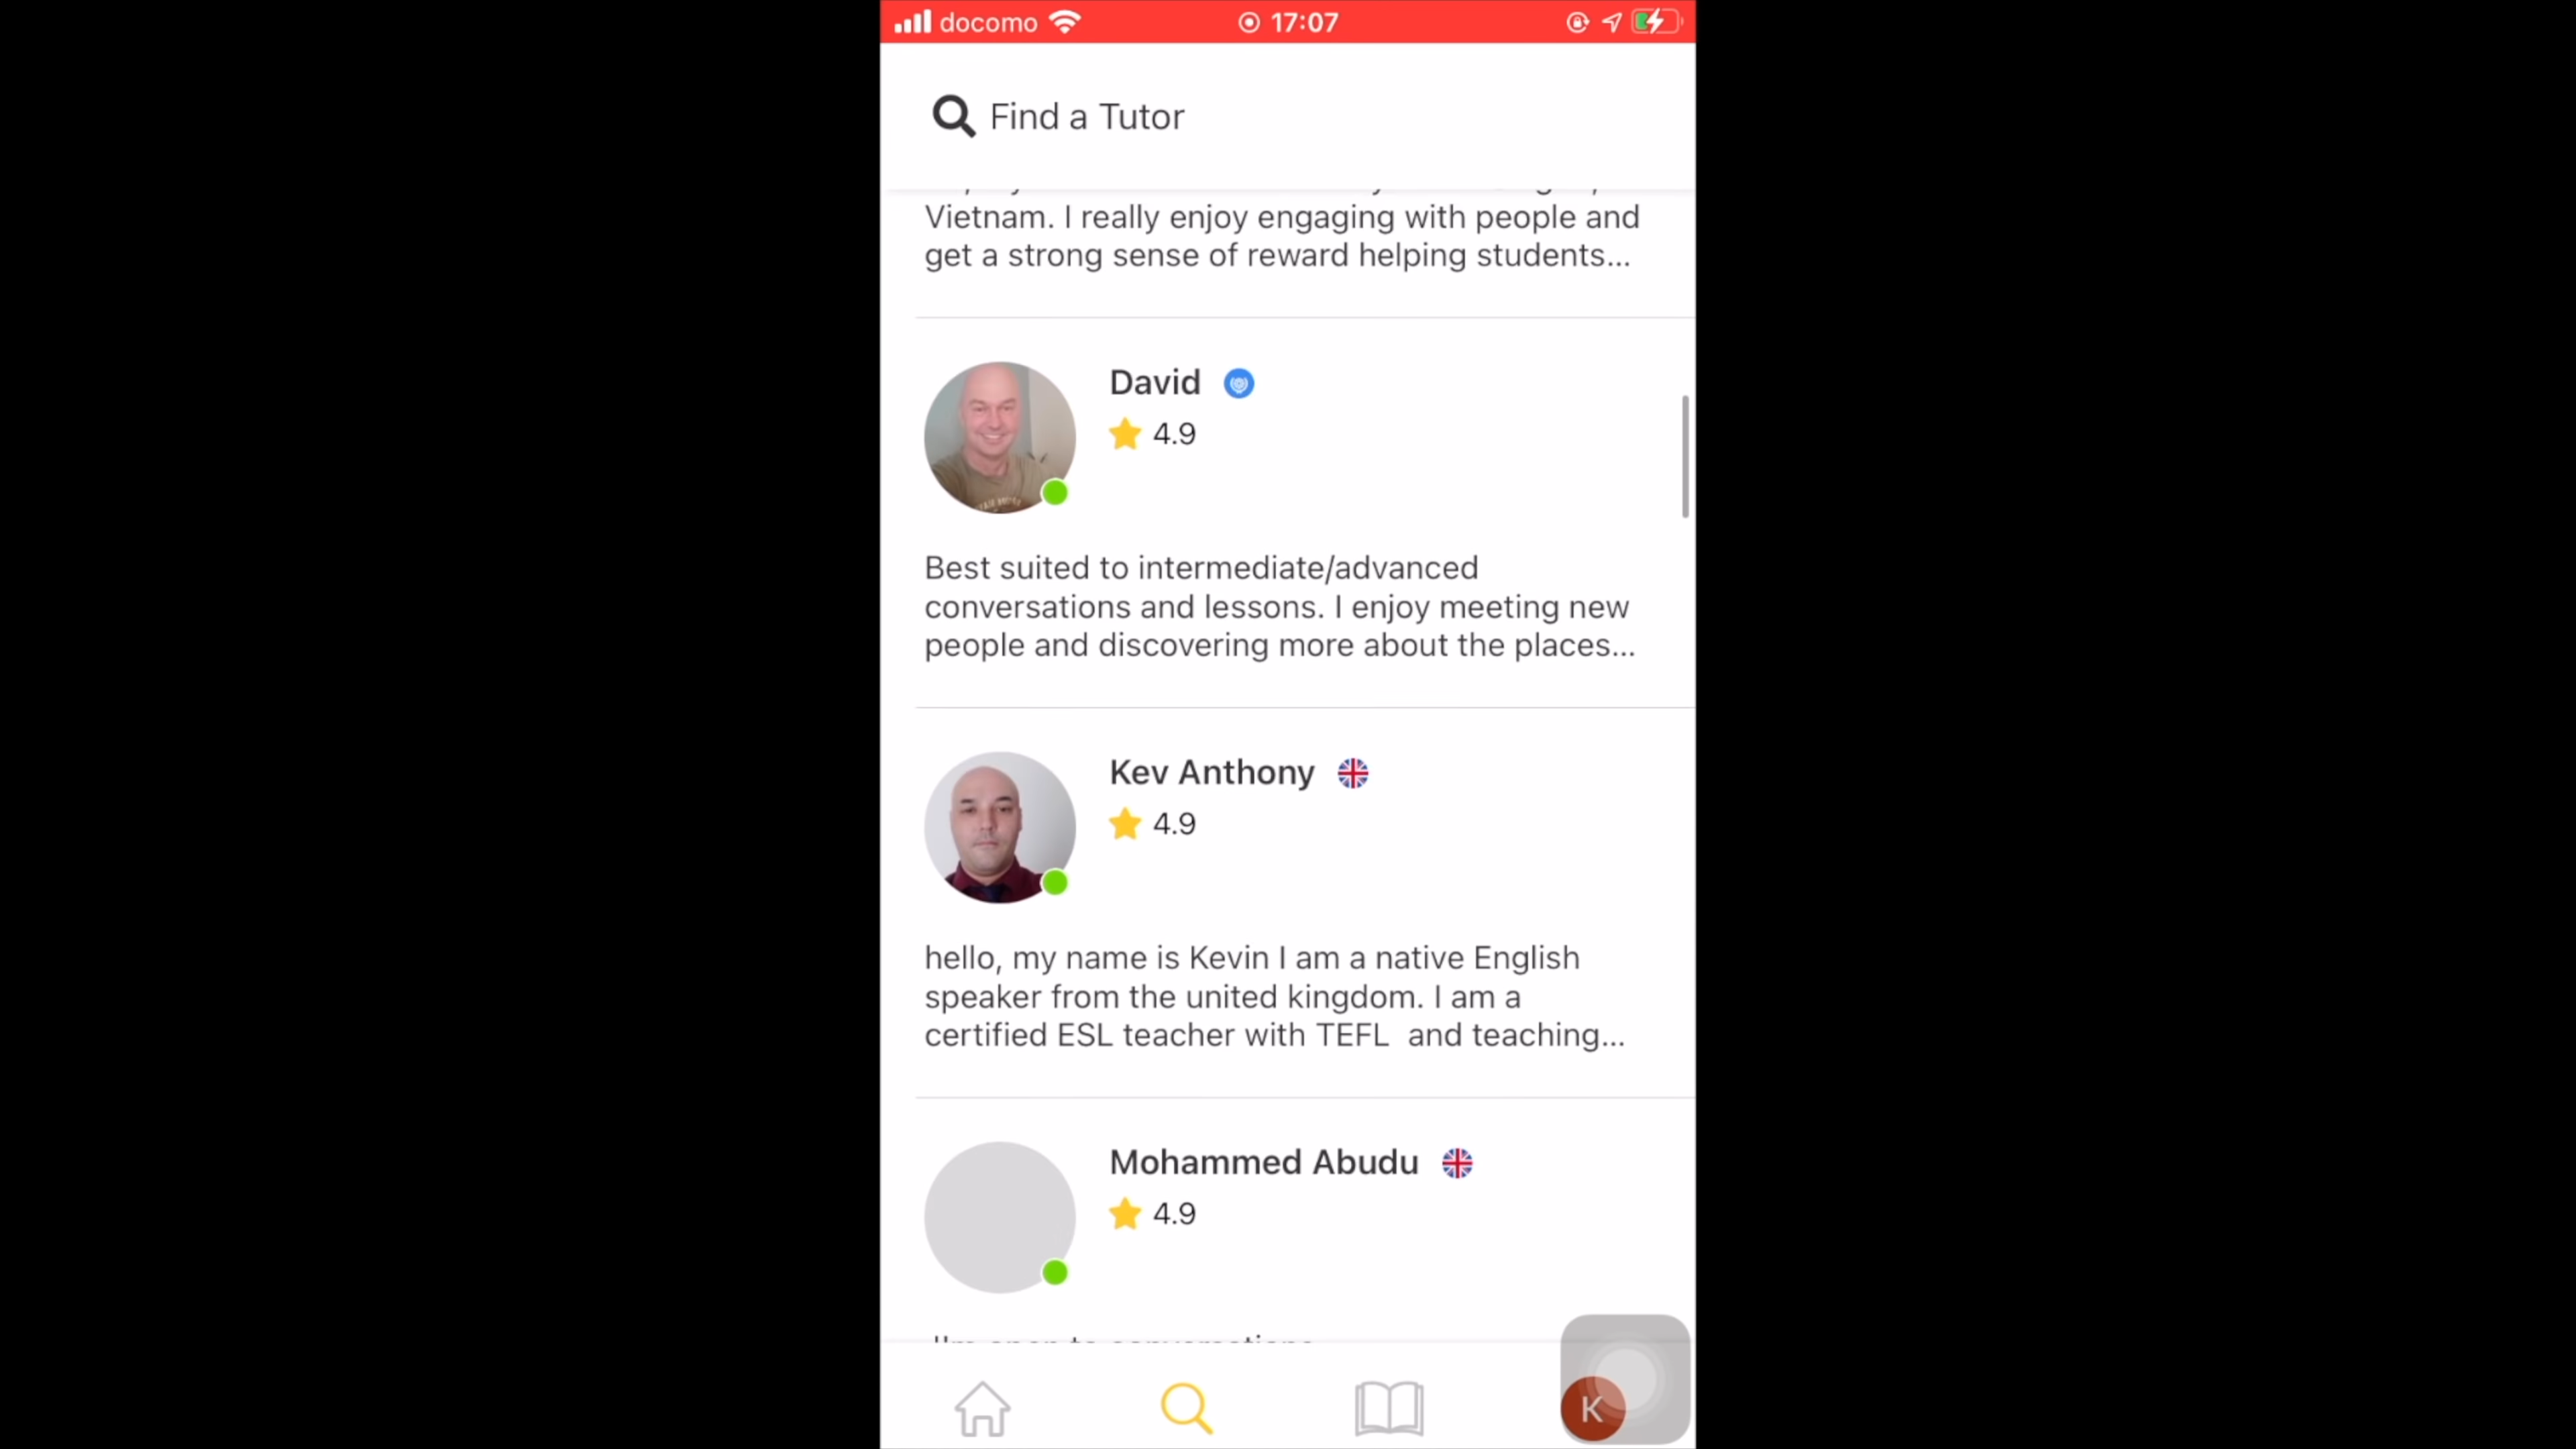 docomo 17:07
Find a Tutor
Vietnam. I really enjoy engaging with people and
get a strong sense of reward helping students...
David
4.9
Best suited to intermediate/advanced
conversations and lessons. I enjoy meeting new
people and discovering more about the places...
Kev Anthony
4.9
hello, my name is Kevin I am a native English
speaker from the united kingdom. I am a
certified ESL teacher with TEFL  and teaching...
Mohammed Abudu
4.9
K